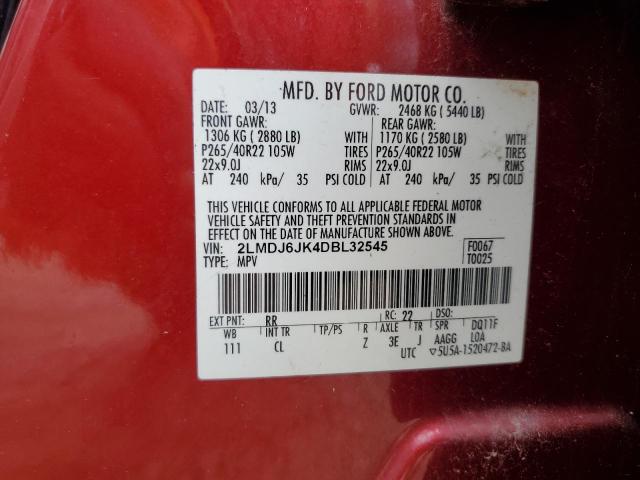 MFD. BY FORD MOTOR CO.
DATE: 03/13 GVWR: 2468 KG ( 5440 LB)
FRONT GAWR: REAR GAWR:
1306 KG ( 2880 LB) WITH 1170 KG ( 2580 LB) WITH
P265/40R22 105W TIRES P265/40R22 105W TIRES
22x9.0J RIMS 22x9.0J RIMS
AT 240 kPa/ 35 PSI COLD AT 240 kPa/ 35 PSI COLD
THIS VEHICLE CONFORMS TO ALL APPLICABLE FEDERAL MOTOR
VEHICLE SAFETY AND THEFT PREVENTION STANDARDS IN
EFFECT ON THE DATE OF MANUFACTURE SHOWN ABOVE.
VIN: 2LMDJ6JK4DBL32545 F0067
TYPE: MPV T0025
EXT PNT: RR RC: 22 DSO:
WB INT TR TP/PS R AXLE TR SPR DQ11F
111 CL Z 3E J AAGG LOA
UTC ▽5U5A-1520472-BA